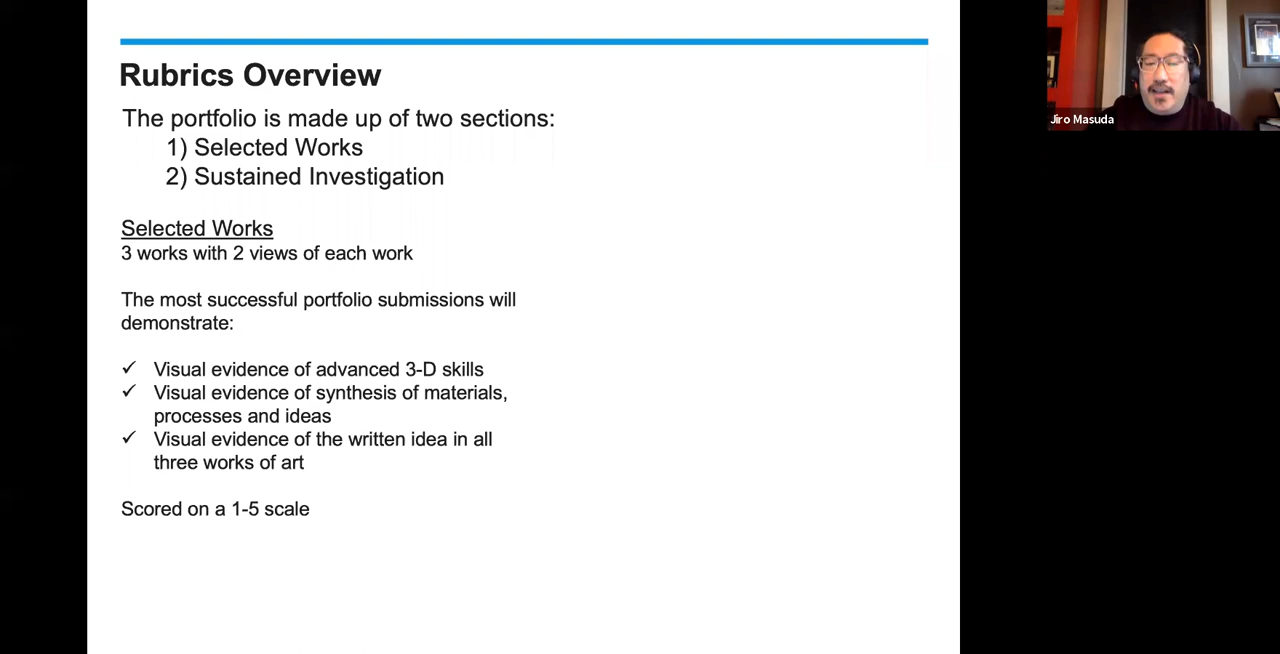 Rubrics Overview
The portfolio is made up of two sections:
1) Selected Works
2) Sustained Investigation
Selected Works
3 works with 2 views of each work
The most successful portfolio submissions will
demonstrate:
✓ Visual evidence of advanced 3-D skills
✓ Visual evidence of synthesis of materials,
processes and ideas
✓ Visual evidence of the written idea in all
three works of art
Scored on a 1-5 scale
Jiro Masuda